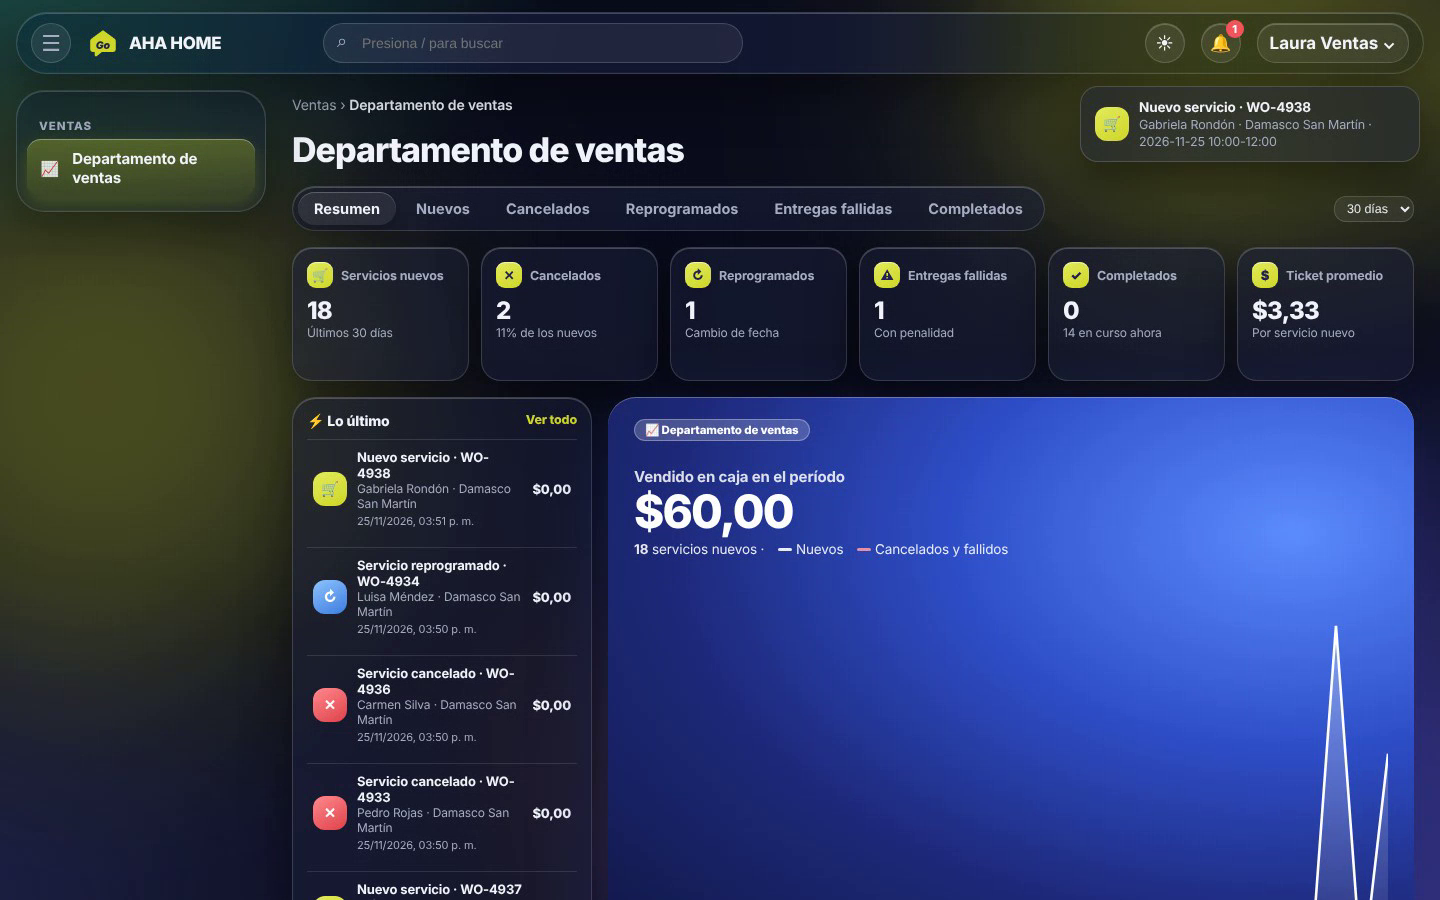 Go
AHA HOME
Presiona / para buscar
1
Laura Ventas
VENTAS
Departamento de
ventas
Ventas › Departamento de ventas
Departamento de ventas
Nuevo servicio · WO-4938
Gabriela Rondón · Damasco San Martín ·
2026-11-25 10:00-12:00
Resumen
Nuevos
Cancelados
Reprogramados
Entregas fallidas
Completados
30 días
Servicios nuevos
18
Últimos 30 días
Cancelados
2
11% de los nuevos
Reprogramados
1
Cambio de fecha
Entregas fallidas
1
Con penalidad
Completados
0
14 en curso ahora
$ Ticket promedio
$3,33
Por servicio nuevo
⚡ Lo último
Ver todo
Nuevo servicio · WO-
4938
Gabriela Rondón · Damasco
San Martín
25/11/2026, 03:51 p. m.
$0,00
Servicio reprogramado ·
WO-4934
Luisa Méndez · Damasco San
Martín
25/11/2026, 03:50 p. m.
$0,00
Servicio cancelado · WO-
4936
Carmen Silva · Damasco San
Martín
25/11/2026, 03:50 p. m.
$0,00
Servicio cancelado · WO-
4933
Pedro Rojas · Damasco San
Martín
25/11/2026, 03:50 p. m.
$0,00
Nuevo servicio · WO-4937
📈 Departamento de ventas
Vendido en caja en el período
$60,00
18 servicios nuevos ·
Nuevos
Cancelados y fallidos